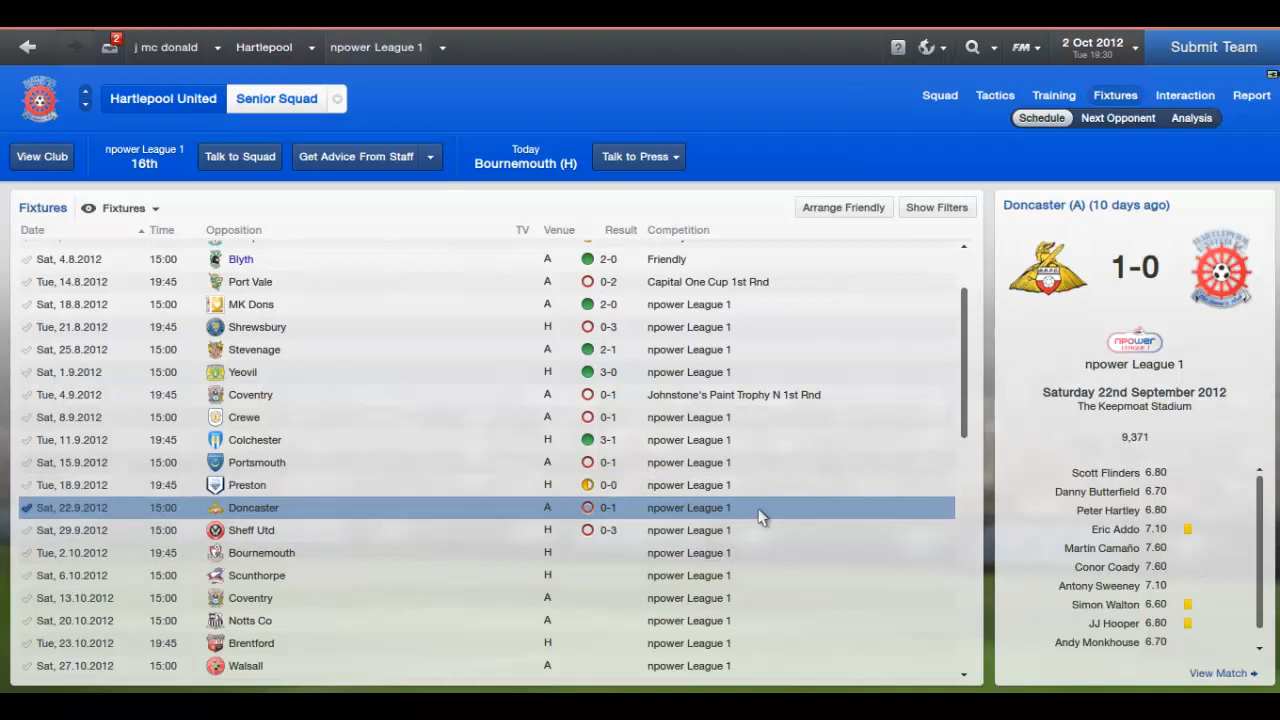 2
j mc donald
Hartlepool
npower League 1
?
FM
2 Oct 2012
Tue 19:30
Submit Team
Hartlepool United
Senior Squad
Squad
Tactics
Training
Fixtures
Interaction
Report
Schedule
Next Opponent
Analysis
View Club
npower League 1
16th
Talk to Squad
Get Advice From Staff
Today
Bournemouth (H)
Talk to Press
Fixtures
Fixtures
Arrange Friendly
Show Filters
Date Time Opposition TV Venue Result Competition
Sat, 4.8.2012 15:00 Blyth A 2-0 Friendly
Tue, 14.8.2012 19:45 Port Vale A 0-2 Capital One Cup 1st Rnd
Sat, 18.8.2012 15:00 MK Dons A 2-0 npower League 1
Tue, 21.8.2012 19:45 Shrewsbury H 0-3 npower League 1
Sat, 25.8.2012 15:00 Stevenage A 2-1 npower League 1
Sat, 1.9.2012 15:00 Yeovil H 3-0 npower League 1
Tue, 4.9.2012 19:45 Coventry A 0-1 Johnstone's Paint Trophy N 1st Rnd
Sat, 8.9.2012 15:00 Crewe A 0-1 npower League 1
Tue, 11.9.2012 19:45 Colchester H 3-1 npower League 1
Sat, 15.9.2012 15:00 Portsmouth A 0-1 npower League 1
Tue, 18.9.2012 19:45 Preston H 0-0 npower League 1
Sat, 22.9.2012 15:00 Doncaster A 0-1 npower League 1
Sat, 29.9.2012 15:00 Sheff Utd H 0-3 npower League 1
Tue, 2.10.2012 19:45 Bournemouth H npower League 1
Sat, 6.10.2012 15:00 Scunthorpe H npower League 1
Sat, 13.10.2012 15:00 Coventry A npower League 1
Sat, 20.10.2012 15:00 Notts Co A npower League 1
Tue, 23.10.2012 19:45 Brentford H npower League 1
Sat, 27.10.2012 15:00 Walsall A npower League 1
Doncaster (A) (10 days ago)
1-0
npower
LEAGUE 1
npower League 1
Saturday 22nd September 2012
The Keepmoat Stadium
9,371
Scott Flinders 6.80
Danny Butterfield 6.70
Peter Hartley 6.80
Eric Addo 7.10
Martín Camaño 7.60
Conor Coady 7.60
Antony Sweeney 7.10
Simon Walton 6.60
JJ Hooper 6.80
Andy Monkhouse 6.70
View Match